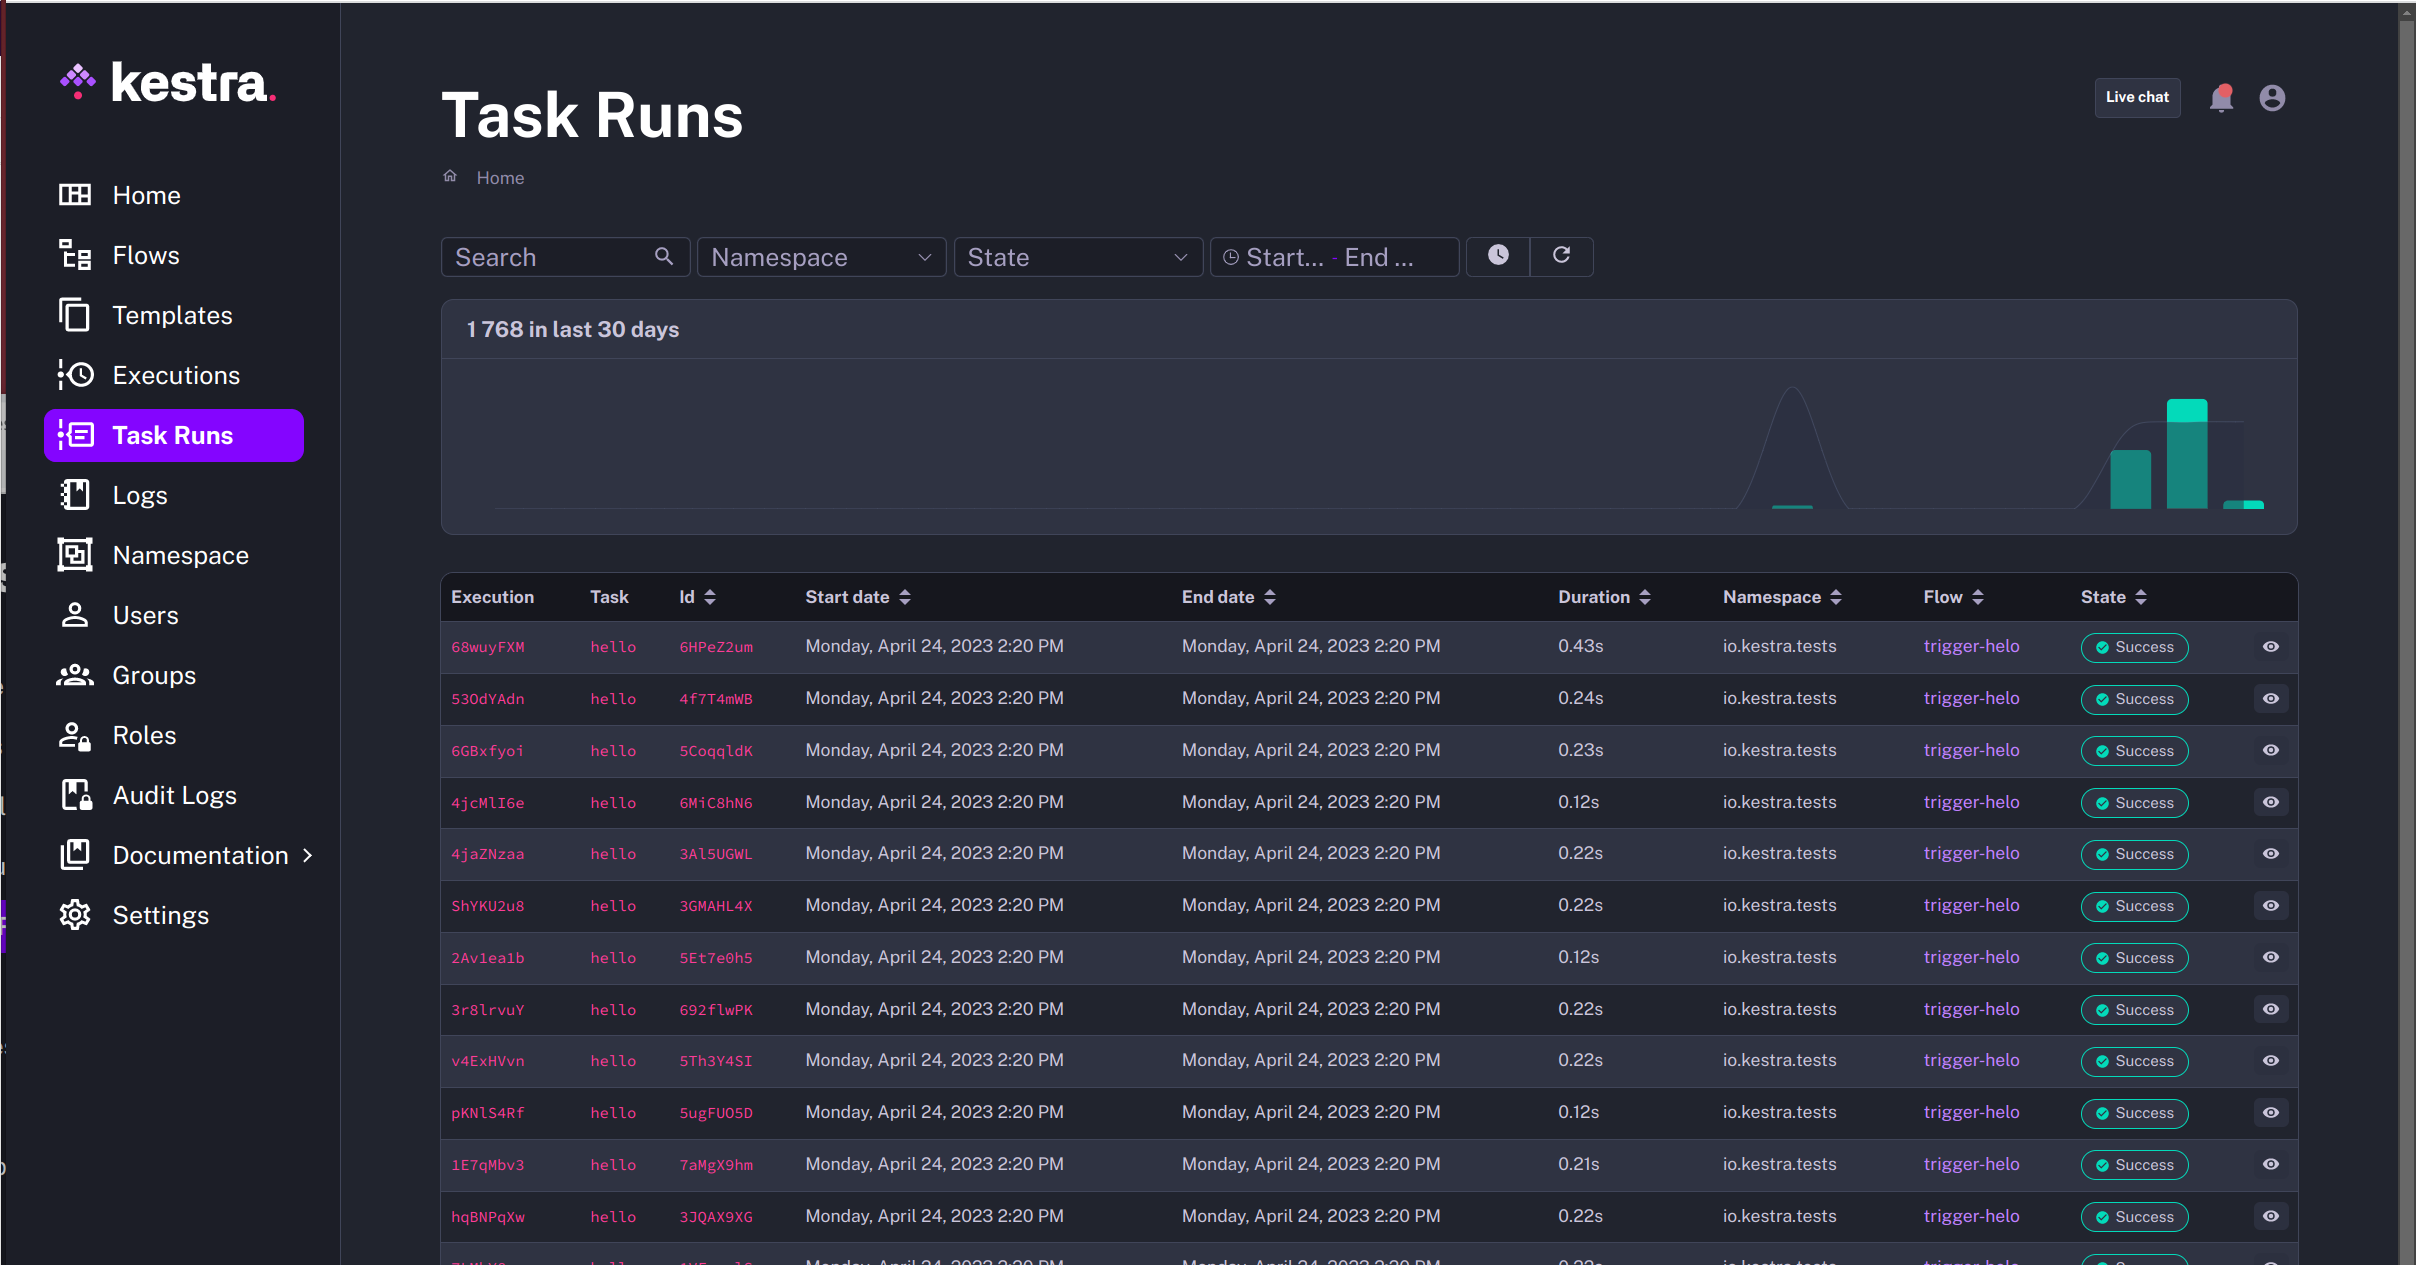 kestra.
Task Runs
Live chat
Home
Home
Flows
Templates
Executions
Task Runs
Logs
Namespace
Users
Groups
Roles
Audit Logs
Documentation
Settings
Search Namespace State Start... - End ...
1 768 in last 30 days
Execution Task Id Start date End date Duration Namespace Flow State
68wuyFXM hello 6HPeZ2um Monday, April 24, 2023 2:20 PM Monday, April 24, 2023 2:20 PM 0.43s io.kestra.tests trigger-helo Success
53OdYAdn hello 4f7T4mWB Monday, April 24, 2023 2:20 PM Monday, April 24, 2023 2:20 PM 0.24s io.kestra.tests trigger-helo Success
6GBxfyoi hello 5CoqqldK Monday, April 24, 2023 2:20 PM Monday, April 24, 2023 2:20 PM 0.23s io.kestra.tests trigger-helo Success
4jcMlI6e hello 6MiC8hN6 Monday, April 24, 2023 2:20 PM Monday, April 24, 2023 2:20 PM 0.12s io.kestra.tests trigger-helo Success
4jaZNzaa hello 3Al5UGWL Monday, April 24, 2023 2:20 PM Monday, April 24, 2023 2:20 PM 0.22s io.kestra.tests trigger-helo Success
ShYKU2u8 hello 3GMAHL4X Monday, April 24, 2023 2:20 PM Monday, April 24, 2023 2:20 PM 0.22s io.kestra.tests trigger-helo Success
2Av1ea1b hello 5Et7e0h5 Monday, April 24, 2023 2:20 PM Monday, April 24, 2023 2:20 PM 0.12s io.kestra.tests trigger-helo Success
3r8lrvuY hello 692flwPK Monday, April 24, 2023 2:20 PM Monday, April 24, 2023 2:20 PM 0.22s io.kestra.tests trigger-helo Success
v4ExHVvn hello 5Th3Y4SI Monday, April 24, 2023 2:20 PM Monday, April 24, 2023 2:20 PM 0.22s io.kestra.tests trigger-helo Success
pKNlS4Rf hello 5ugFUO5D Monday, April 24, 2023 2:20 PM Monday, April 24, 2023 2:20 PM 0.12s io.kestra.tests trigger-helo Success
1E7qMbv3 hello 7aMgX9hm Monday, April 24, 2023 2:20 PM Monday, April 24, 2023 2:20 PM 0.21s io.kestra.tests trigger-helo Success
hqBNPqXw hello 3JQAX9XG Monday, April 24, 2023 2:20 PM Monday, April 24, 2023 2:20 PM 0.22s io.kestra.tests trigger-helo Success